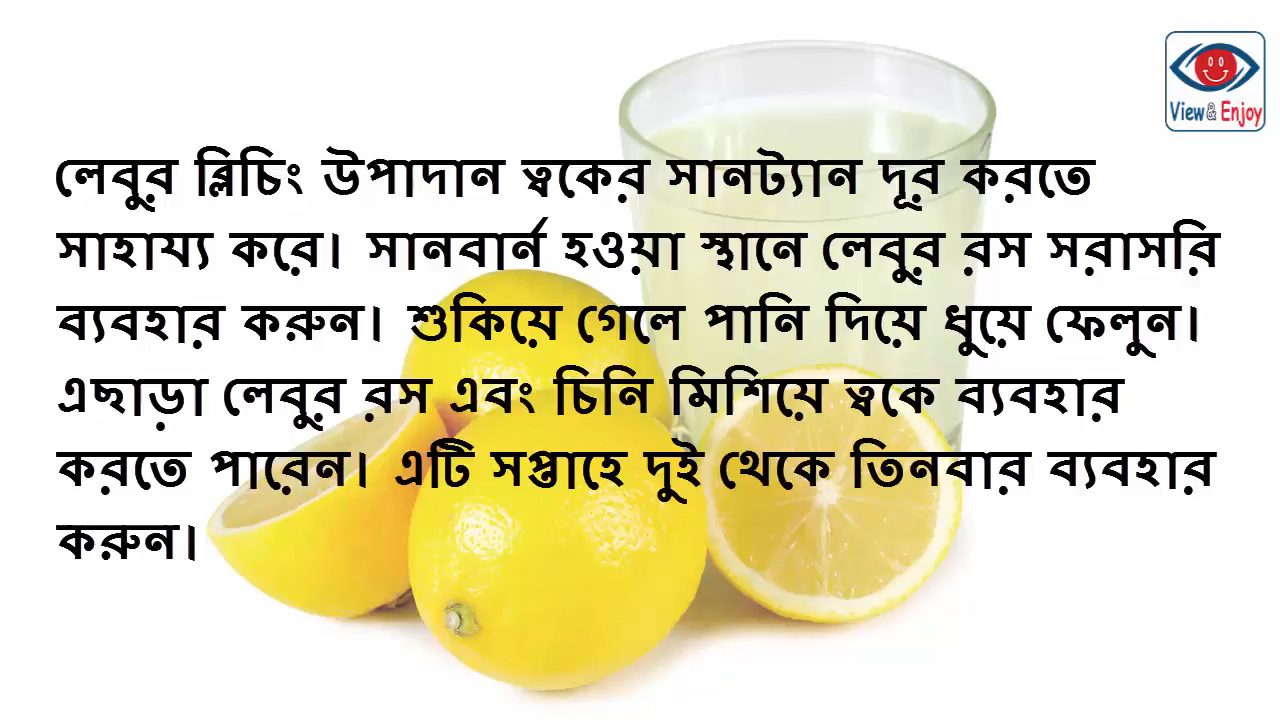 View & Enjoy
লেবুর ব্লিচিং উপাদান ত্বকের সানট্যান দূর করতে
সাহায্য করে। সানবার্ন হওয়া স্থানে লেবুর রস সরাসরি
ব্যবহার করুন। শুকিয়ে গেলে পানি দিয়ে ধুয়ে ফেলুন।
এছাড়া লেবুর রস এবং চিনি মিশিয়ে ত্বকে ব্যবহার
করতে পারেন। এটি সপ্তাহে দুই থেকে তিনবার ব্যবহার
করুন।